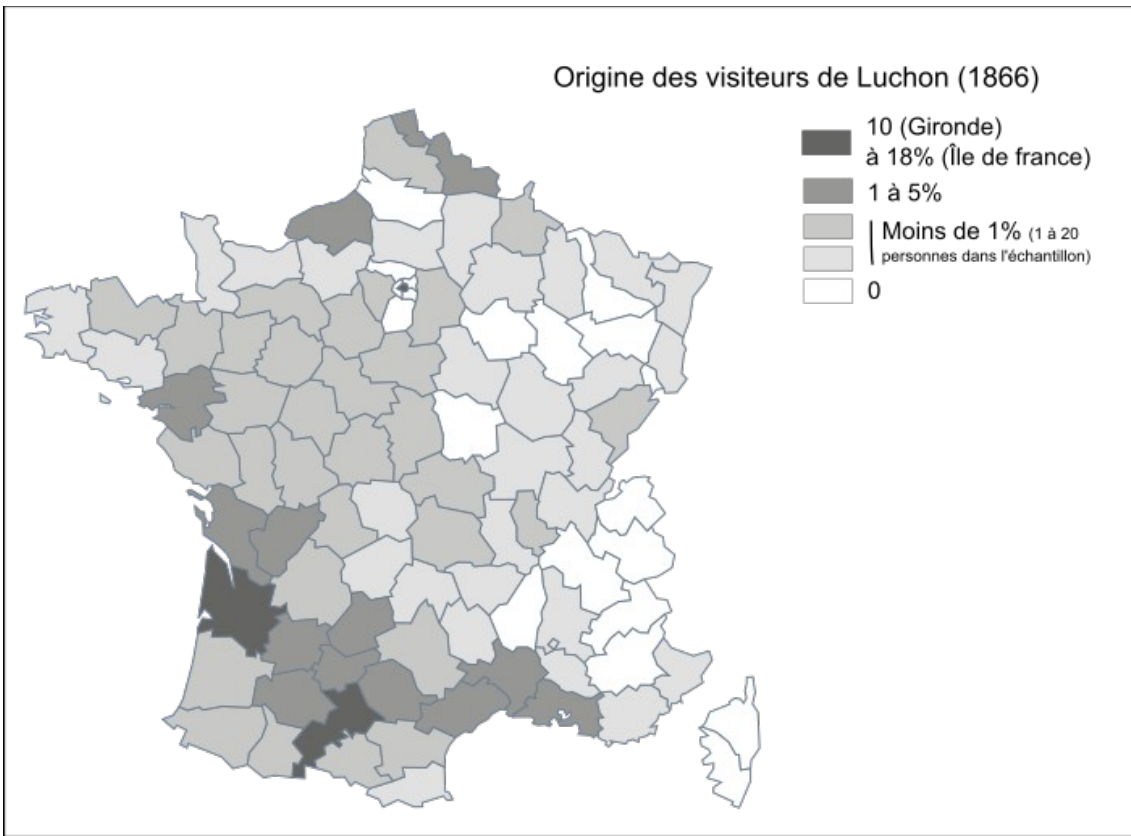 Origine des visiteurs de Luchon (1866)
10 (Gironde)
à 18% (Île de france)
1 à 5%
Moins de 1% (1 à 20
personnes dans l'échantillon)
0